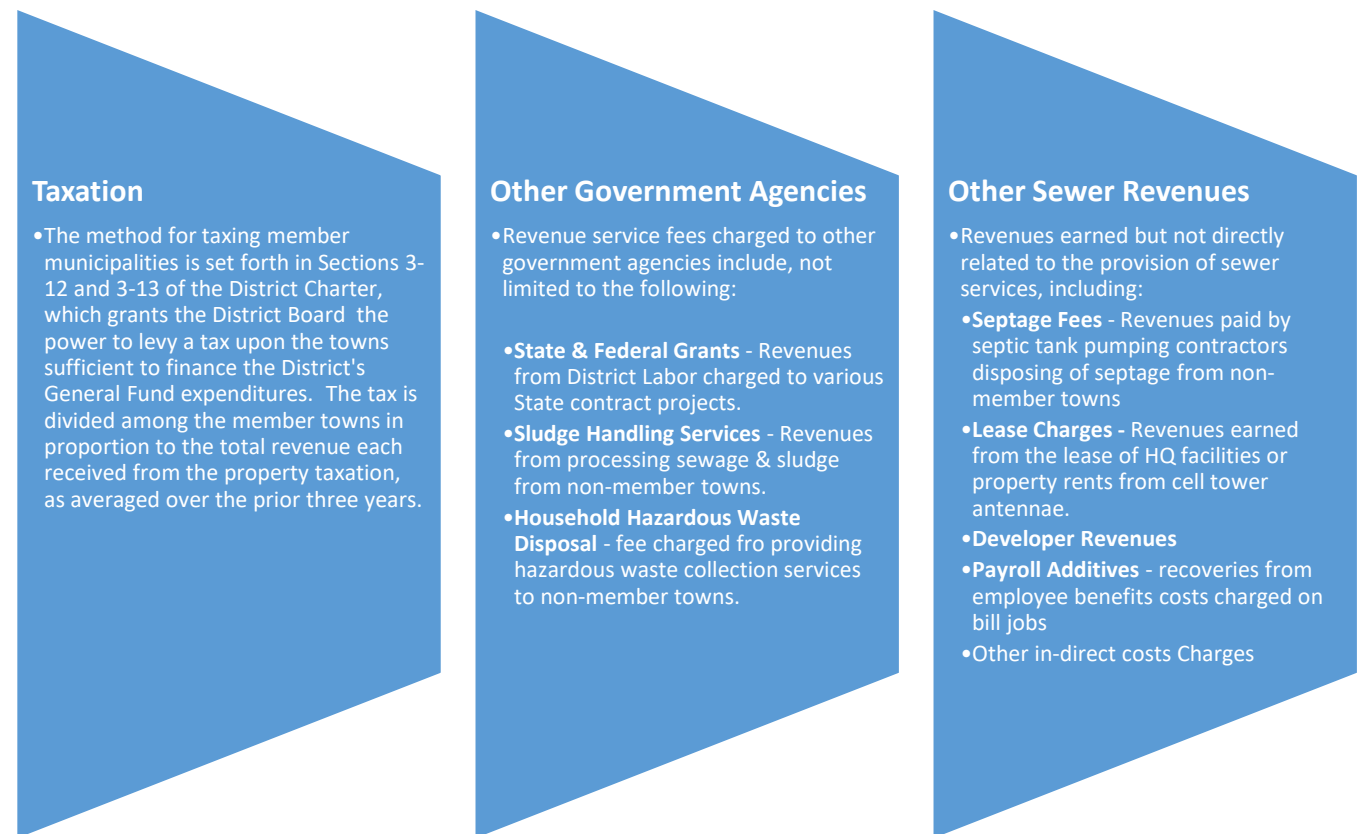 Taxation
•The method for taxing member
municipalities is set forth in Sections 3-
12 and 3-13 of the District Charter,
which grants the District Board  the
power to levy a tax upon the towns
sufficient to finance the District's
General Fund expenditures.  The tax is
divided among the member towns in
proportion to the total revenue each
received from the property taxation,
as averaged over the prior three years.
Other Government Agencies
•Revenue service fees charged to other
government agencies include, not
limited to the following:
•State & Federal Grants - Revenues
from District Labor charged to various
State contract projects.
•Sludge Handling Services - Revenues
from processing sewage & sludge
from non-member towns.
•Household Hazardous Waste
Disposal - fee charged fro providing
hazardous waste collection services
to non-member towns.
Other Sewer Revenues
•Revenues earned but not directly
related to the provision of sewer
services, including:
•Septage Fees - Revenues paid by
septic tank pumping contractors
disposing of septage from non-
member towns
•Lease Charges - Revenues earned
from the lease of HQ facilities or
property rents from cell tower
antennae.
•Developer Revenues
•Payroll Additives - recoveries from
employee benefits costs charged on
bill jobs
•Other in-direct costs Charges